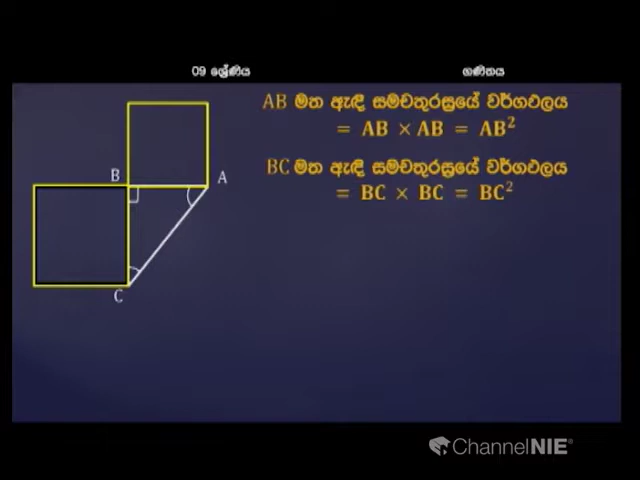 09 ශ්‍රේණිය
ගණිතය
AB මත ඇඳි සමචතුරස්‍රයේ වර්ගඵලය
= AB × AB = AB²
BC මත ඇඳි සමචතුරස්‍රයේ වර්ගඵලය
= BC × BC = BC²
B
A
C
ChannelNIE